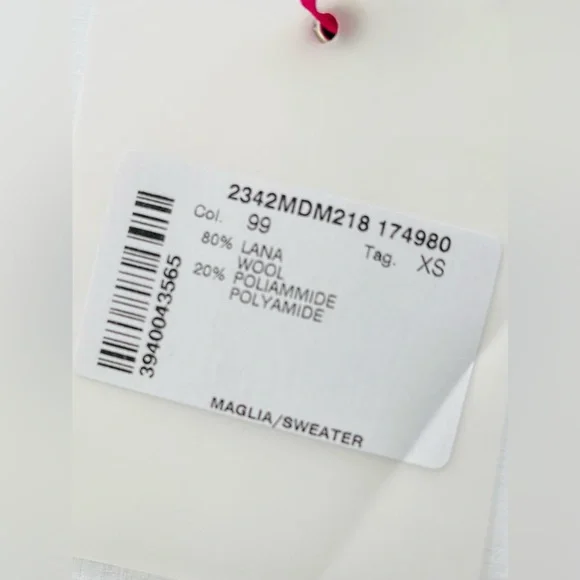 2342MDM218 174980
Col. 99
Tag. XS
80% LANA
WOOL
20% POLIAMMIDE
POLYAMIDE
3940043565
MAGLIA/SWEATER